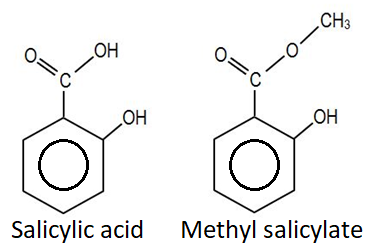 O OH
C
OH
Salicylic acid
CH₃
O O
C
OH
Methyl salicylate